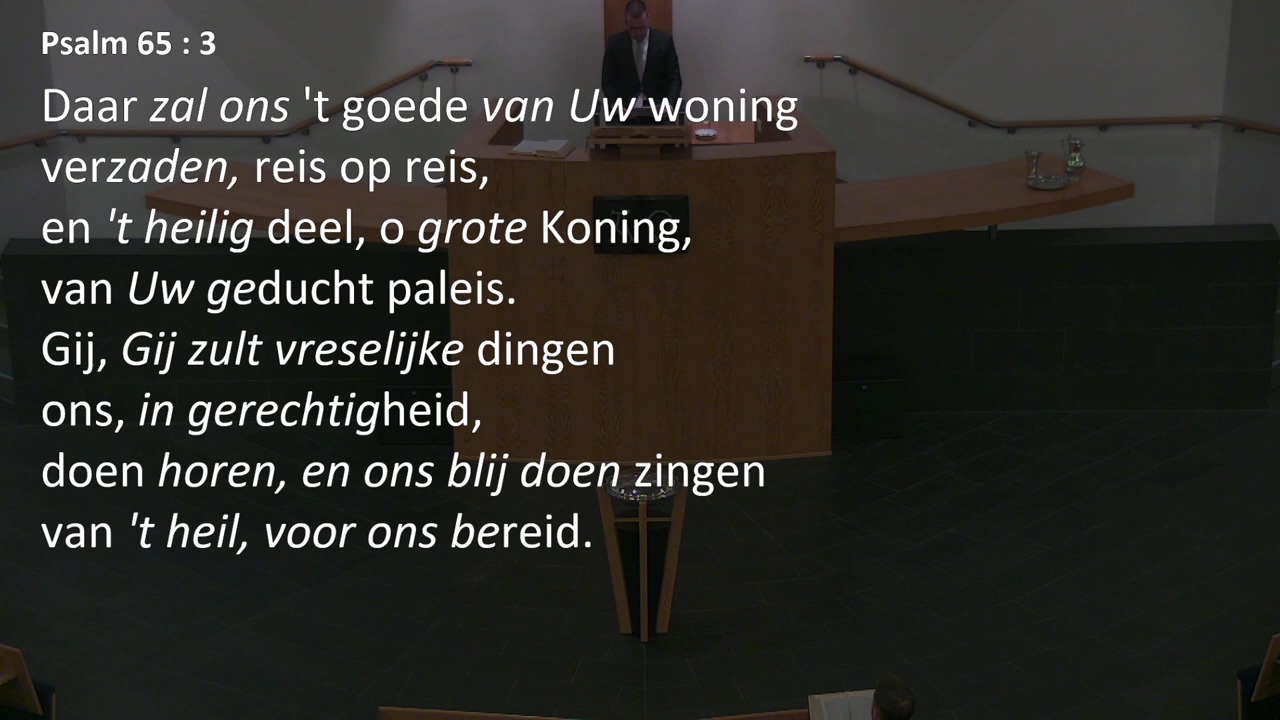 Psalm 65 : 3
Daar zal ons 't goede van Uw woning
verzaden, reis op reis,
en 't heilig deel, o grote Koning,
van Uw geducht paleis.
Gij, Gij zult vreselijke dingen
ons, in gerechtigheid,
doen horen, en ons blij doen zingen
van 't heil, voor ons bereid.